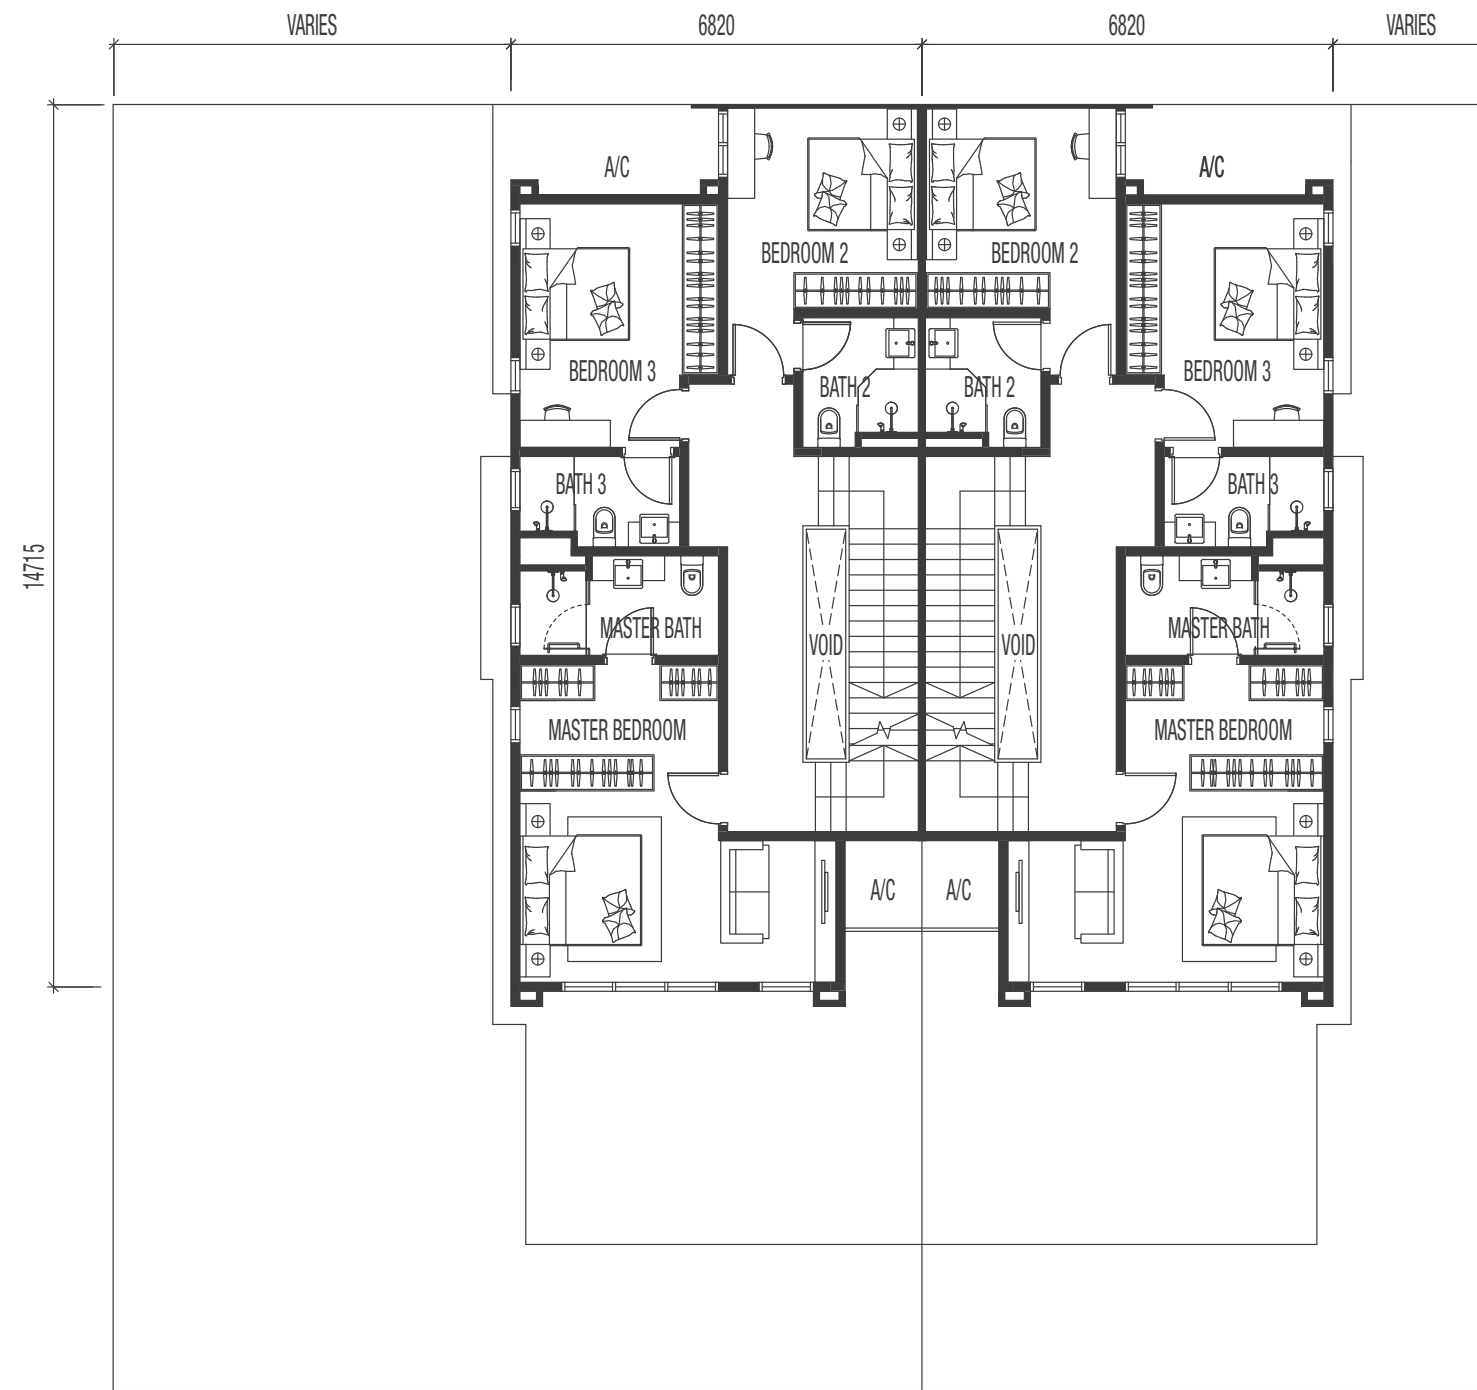 VARIES
6820
6820
VARIES
A/C
A/C
BEDROOM 2
BEDROOM 2
BEDROOM 3
BATH 2
BATH 2
BEDROOM 3
BATH 3
BATH 3
14715
MASTER BATH
VOID
VOID
MASTER BATH
MASTER BEDROOM
MASTER BEDROOM
A/C
A/C